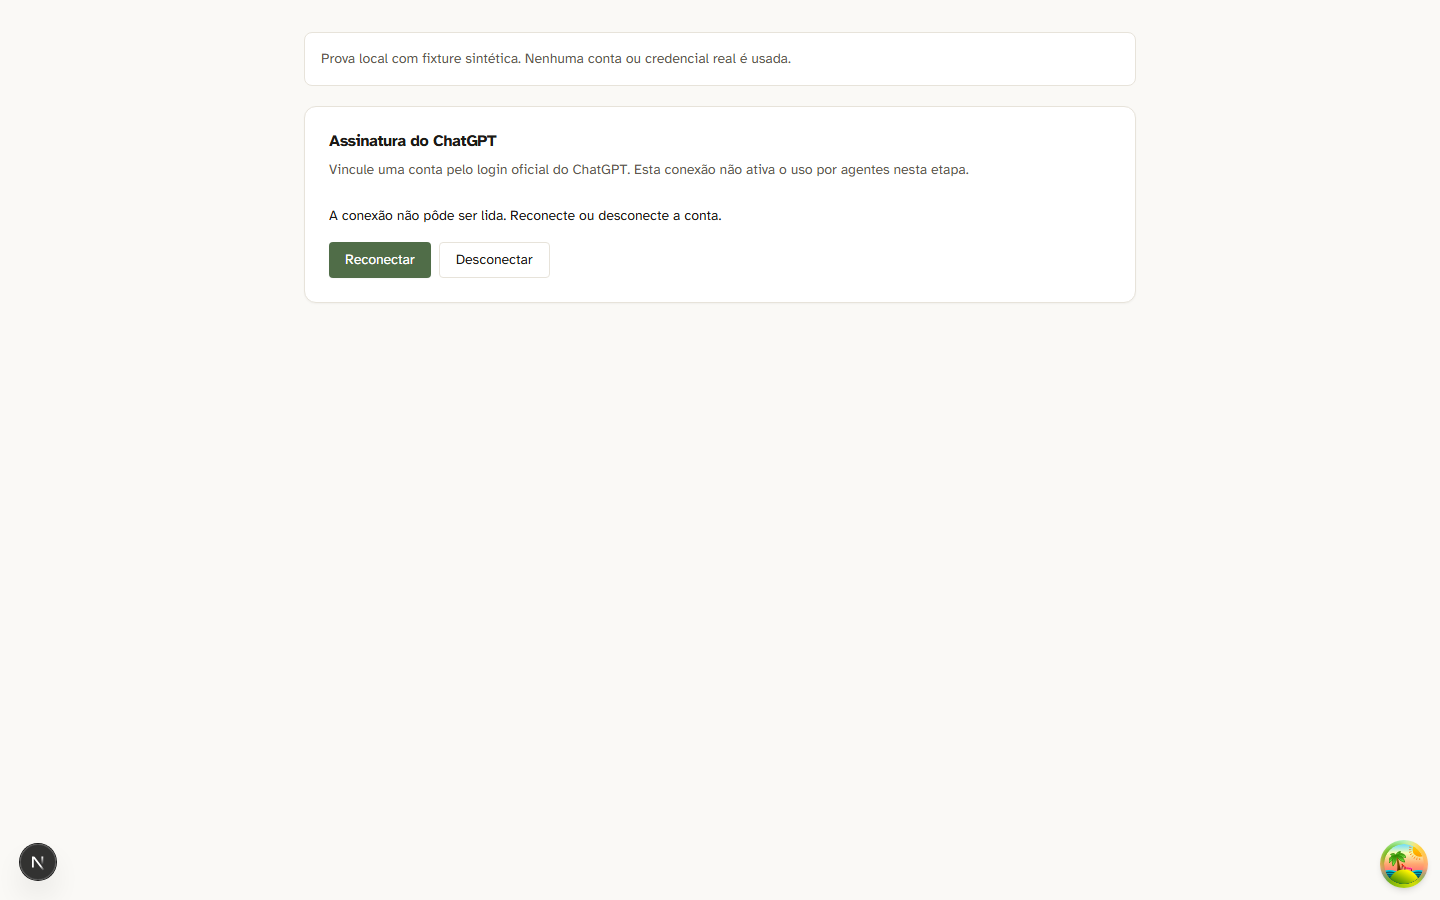 Prova local com fixture sintética. Nenhuma conta ou credencial real é usada.
Assinatura do ChatGPT
Vincule uma conta pelo login oficial do ChatGPT. Esta conexão não ativa o uso por agentes nesta etapa.
A conexão não pôde ser lida. Reconecte ou desconecte a conta.
Reconectar Desconectar
N